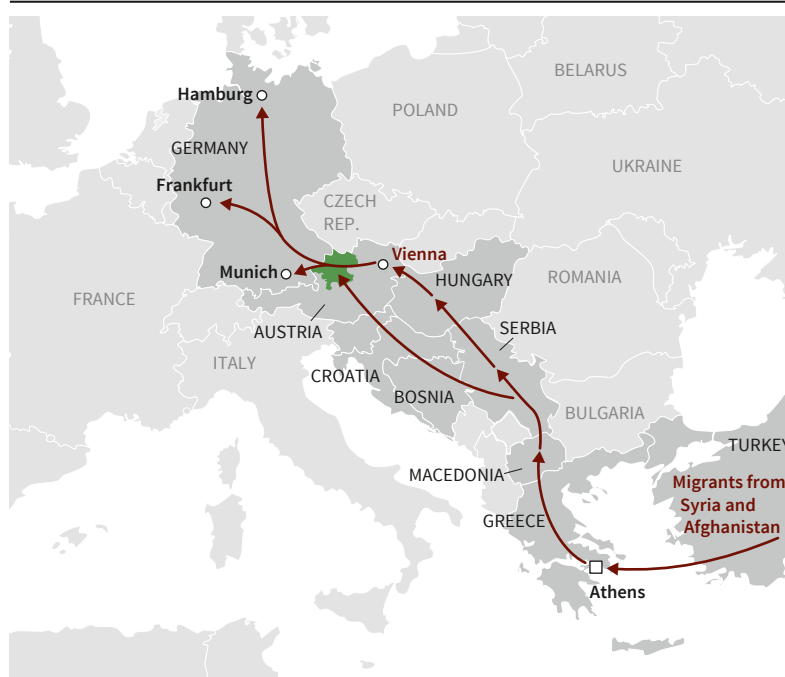 BELARUS
Hamburg
POLAND
GERMANY
UKRAINE
Frankfurt
CZECH
REP.
Vienna
Munich
HUNGARY
ROMANIA
FRANCE
AUSTRIA
SERBIA
ITALY
CROATIA
BOSNIA
BULGARIA
TURKEY
MACEDONIA
Migrants from
Syria and
Afghanistan
GREECE
Athens